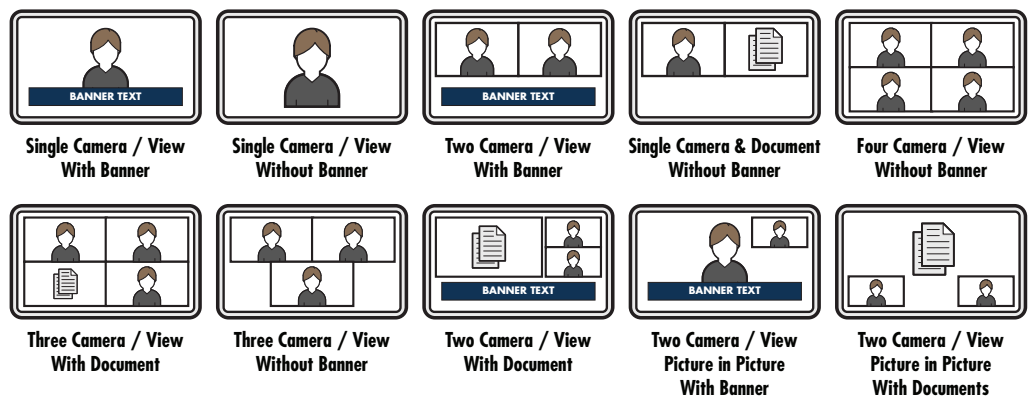 BANNER TEXT
Single Camera / View
With Banner
Single Camera / View
Without Banner
BANNER TEXT
Two Camera / View
With Banner
Single Camera & Document
Without Banner
Four Camera / View
Without Banner
Three Camera / View
With Document
Three Camera / View
Without Banner
BANNER TEXT
Two Camera / View
With Document
BANNER TEXT
Two Camera / View
Picture in Picture
With Banner
Two Camera / View
Picture in Picture
With Documents